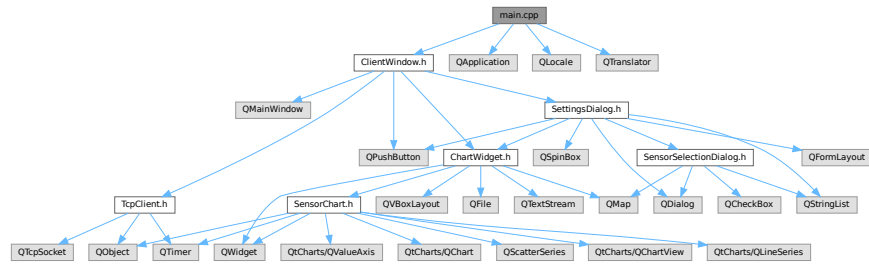 main.cpp
ClientWindow.h
QApplication
QLocale
QTranslator
QMainWindow
SettingsDialog.h
QPushButton
ChartWidget.h
QSpinBox
SensorSelectionDialog.h
QFormLayout
TcpClient.h
SensorChart.h
QVBoxLayout
QFile
QTextStream
QMap
QDialog
QCheckBox
QStringList
QTcpSocket
QObject
QTimer
QWidget
QtCharts/QValueAxis
QtCharts/QChart
QScatterSeries
QtCharts/QChartView
QtCharts/QLineSeries